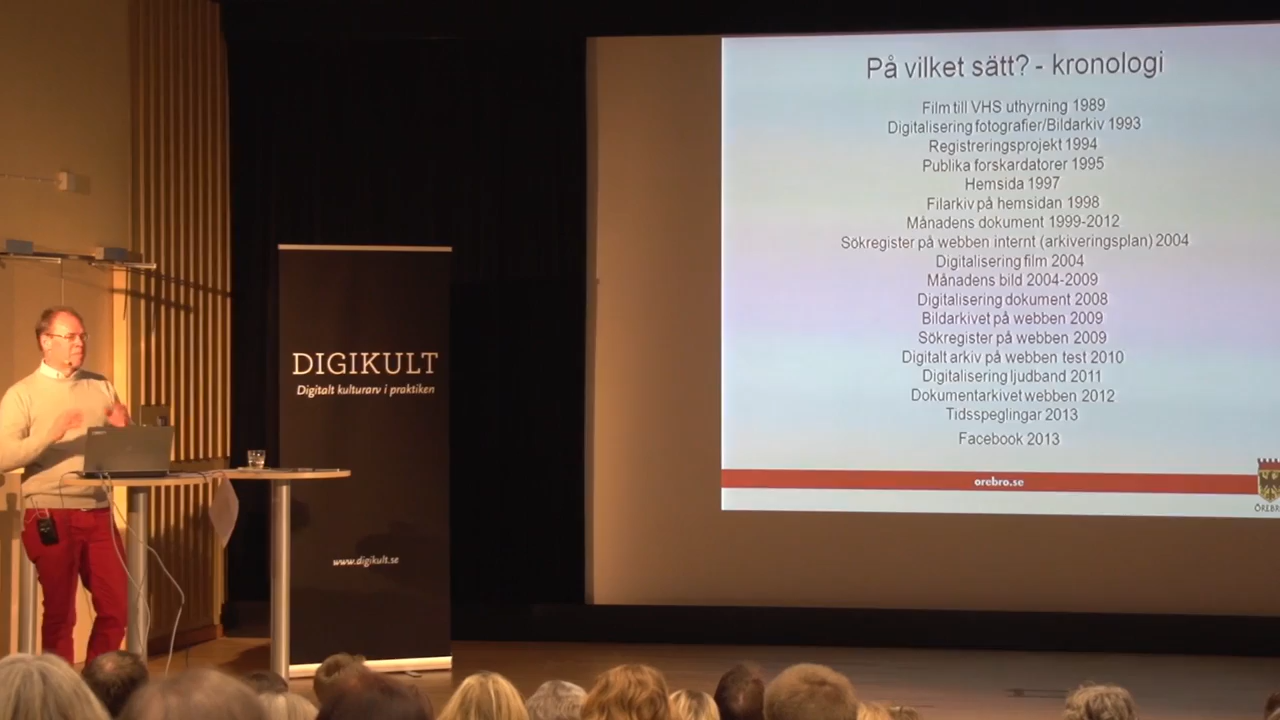 På vilket sätt? - kronologi
Film till VHS uthyrning 1989
Digitalisering fotografier/Bildarkiv 1993
Registreringsprojekt 1994
Publika forskardatorer 1995
Hemsida 1997
Filarkiv på hemsidan 1998
Månadens dokument 1999-2012
Sökregister på webben internt (arkiveringsplan) 2004
Digitalisering film 2004
Månadens bild 2004-2009
Digitalisering dokument 2008
Bildarkivet på webben 2009
Sökregister på webben 2009
Digitalt arkiv på webben test 2010
Digitalisering ljudband 2011
Dokumentarkivet webben 2012
Tidsspeglingar 2013
Facebook 2013
orebro.se
DIGIKULT
Digitalt kulturarv i praktiken
www.digikult.se